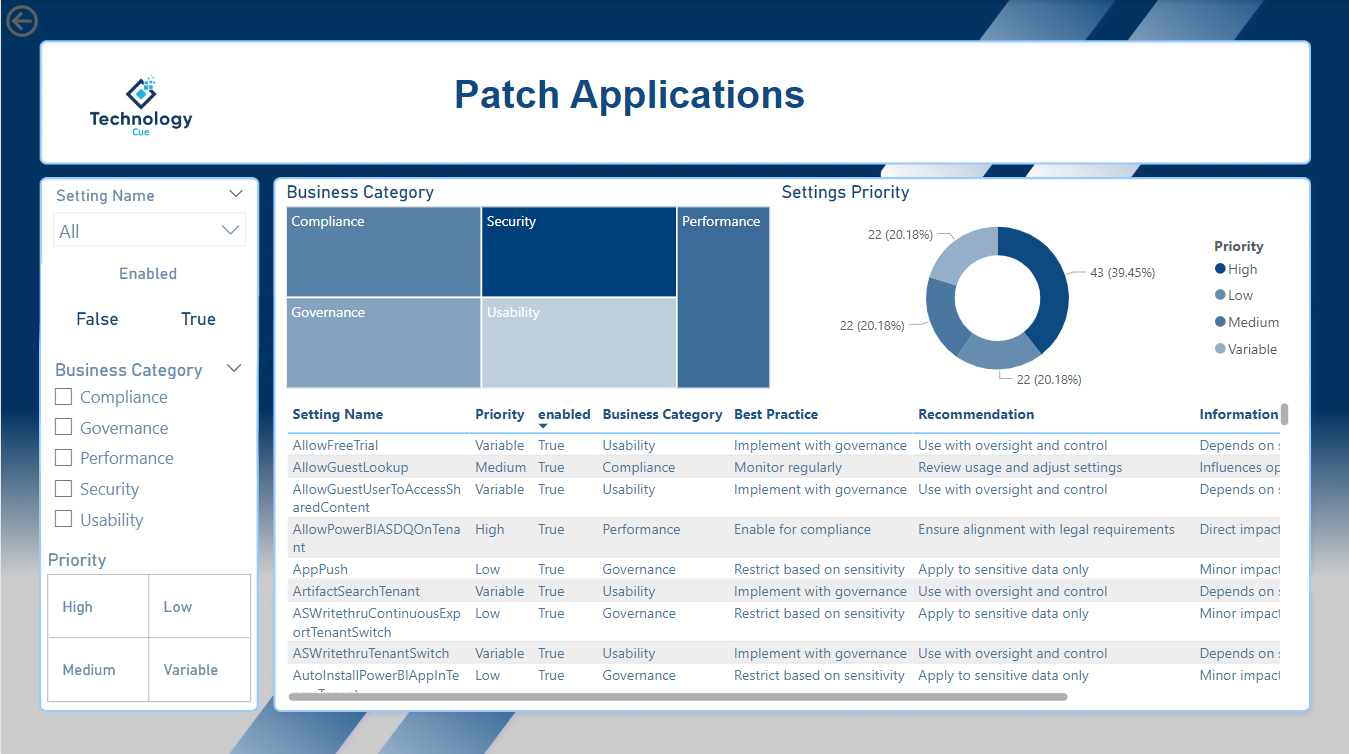 Technology
Cue
Patch Applications
Setting Name
All
Enabled
False True
Business Category
Compliance
Governance
Performance
Security
Usability
Priority
High Low
Medium Variable
Business Category
Compliance Security Performance
Governance Usability
Settings Priority
22 (20.18%)
43 (39.45%)
22 (20.18%)
22 (20.18%)
Priority
High
Low
Medium
Variable
Setting Name Priority enabled Business Category Best Practice Recommendation Information
AllowFreeTrial Variable True Usability Implement with governance Use with oversight and control Depends on
AllowGuestLookup Medium True Compliance Monitor regularly Review usage and adjust settings Influences op
AllowGuestUserToAccessSh Variable True Usability Implement with governance Use with oversight and control Depends on
aredContent
AllowPowerBIASDQOnTena High True Performance Enable for compliance Ensure alignment with legal requirements Direct impact
nt
AppPush Low True Governance Restrict based on sensitivity Apply to sensitive data only Minor impact
ArtifactSearchTenant Variable True Usability Implement with governance Use with oversight and control Depends on
ASWritethruContinuousExp Low True Governance Restrict based on sensitivity Apply to sensitive data only Minor impact
ortTenantSwitch
ASWritethruTenantSwitch Variable True Usability Implement with governance Use with oversight and control Depends on
AutoInstallPowerBIAppInTe Low True Governance Restrict based on sensitivity Apply to sensitive data only Minor impact